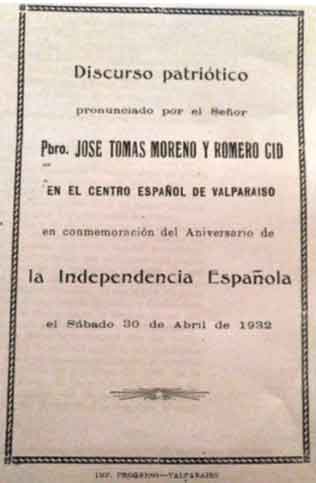 Discurso patriótico
pronunciado por el Señor
Pbro. JOSE TOMAS MORENO Y ROMERO CID
EN EL CENTRO ESPAÑOL DE VALPARAISO
en conmemoración del Aniversario de
la Independencia Española
el Sábado 30 de Abril de 1932
IMP. PROGRESO—VALPARAISO